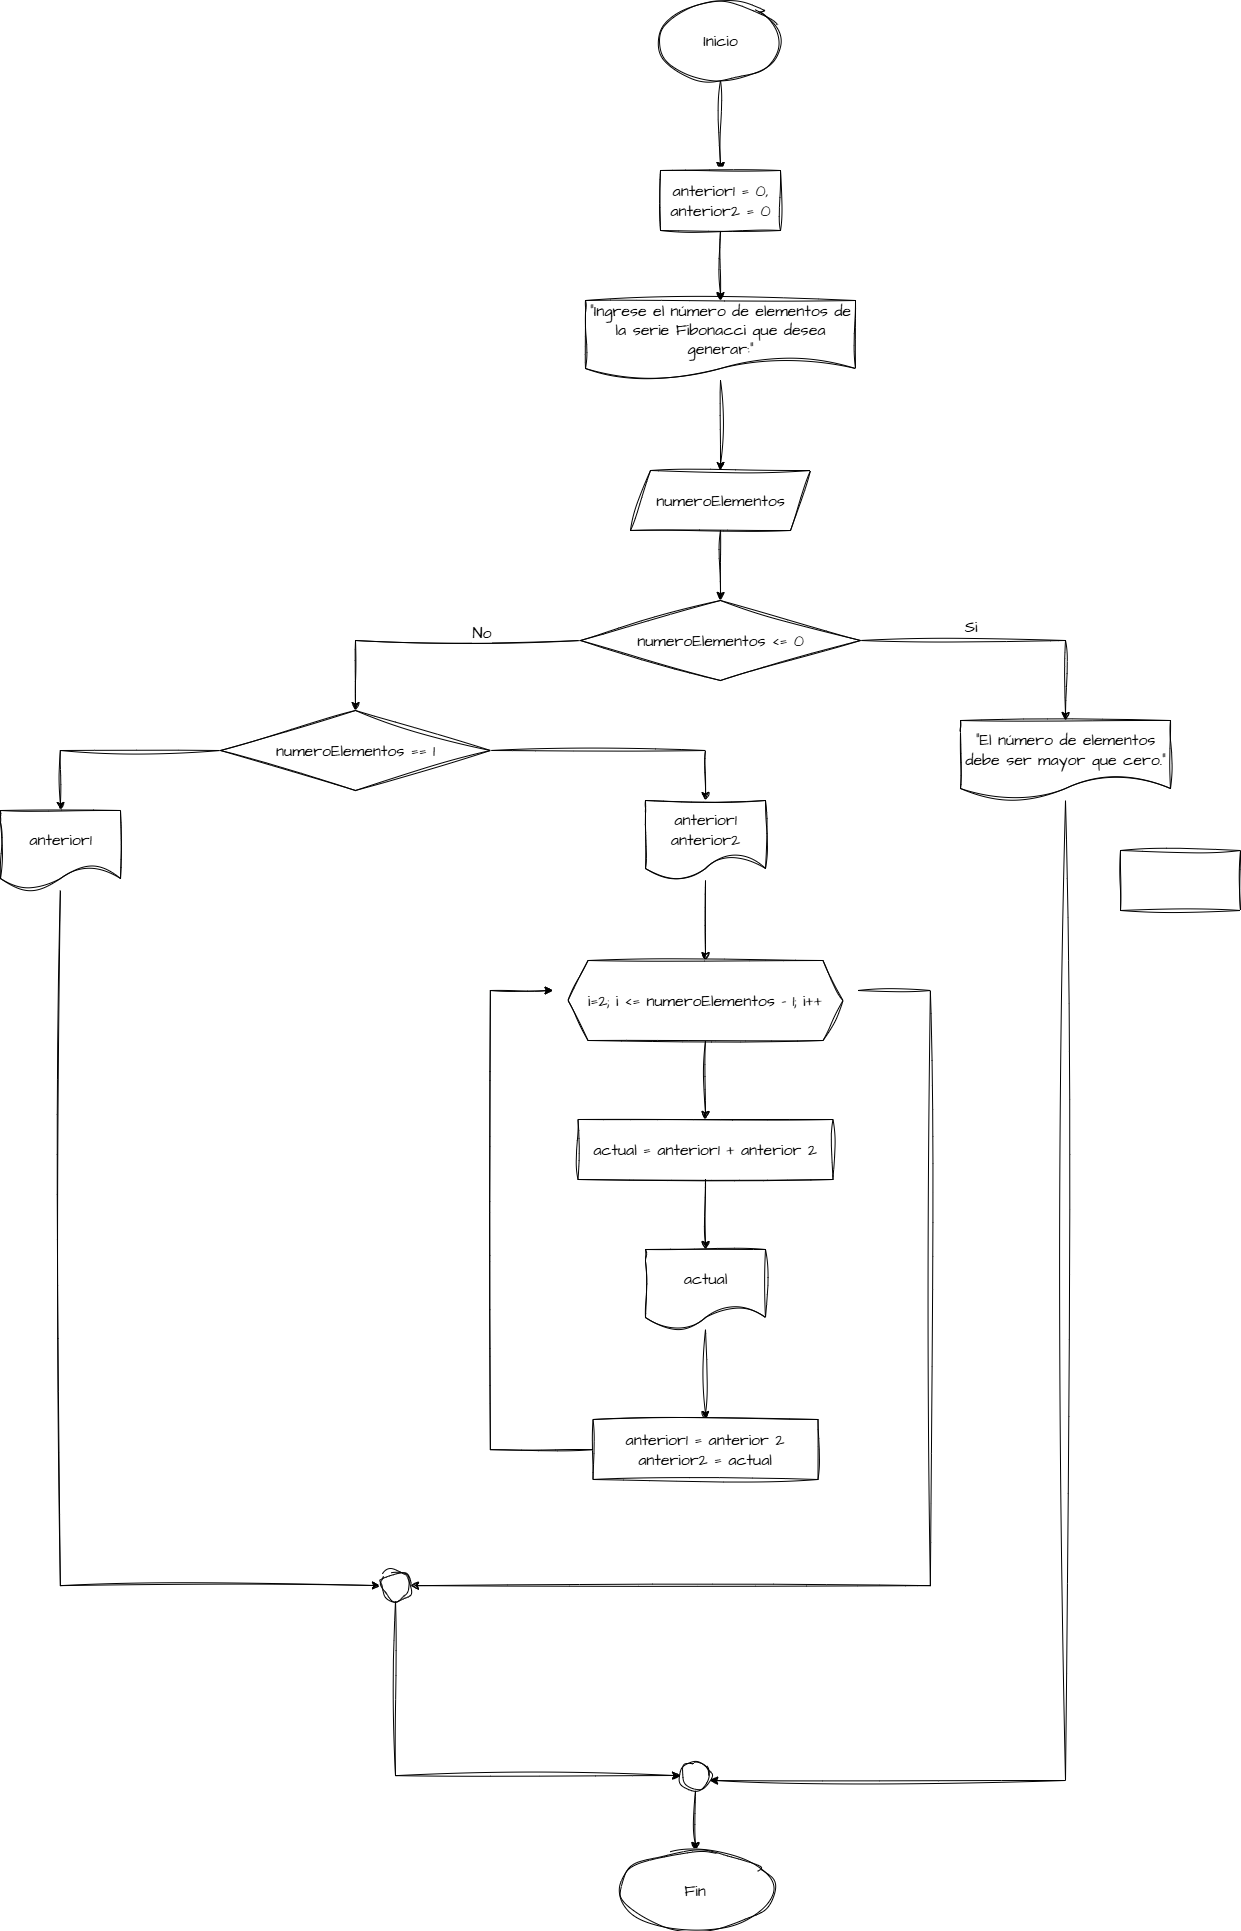 Inicio
anterior1 = 0,
anterior2 = 0
"Ingrese el número de elementos de
la serie Fibonacci que desea
generar:"
numeroElementos
numeroElementos <= 0
No
Si
numeroElementos == 1
"El número de elementos
debe ser mayor que cero."
anterior1
anterior1
anterior2
i=2; i <= numeroElementos - 1; i++
actual = anterior1 + anterior 2
actual
anterior1 = anterior 2
anterior2 = actual
Fin